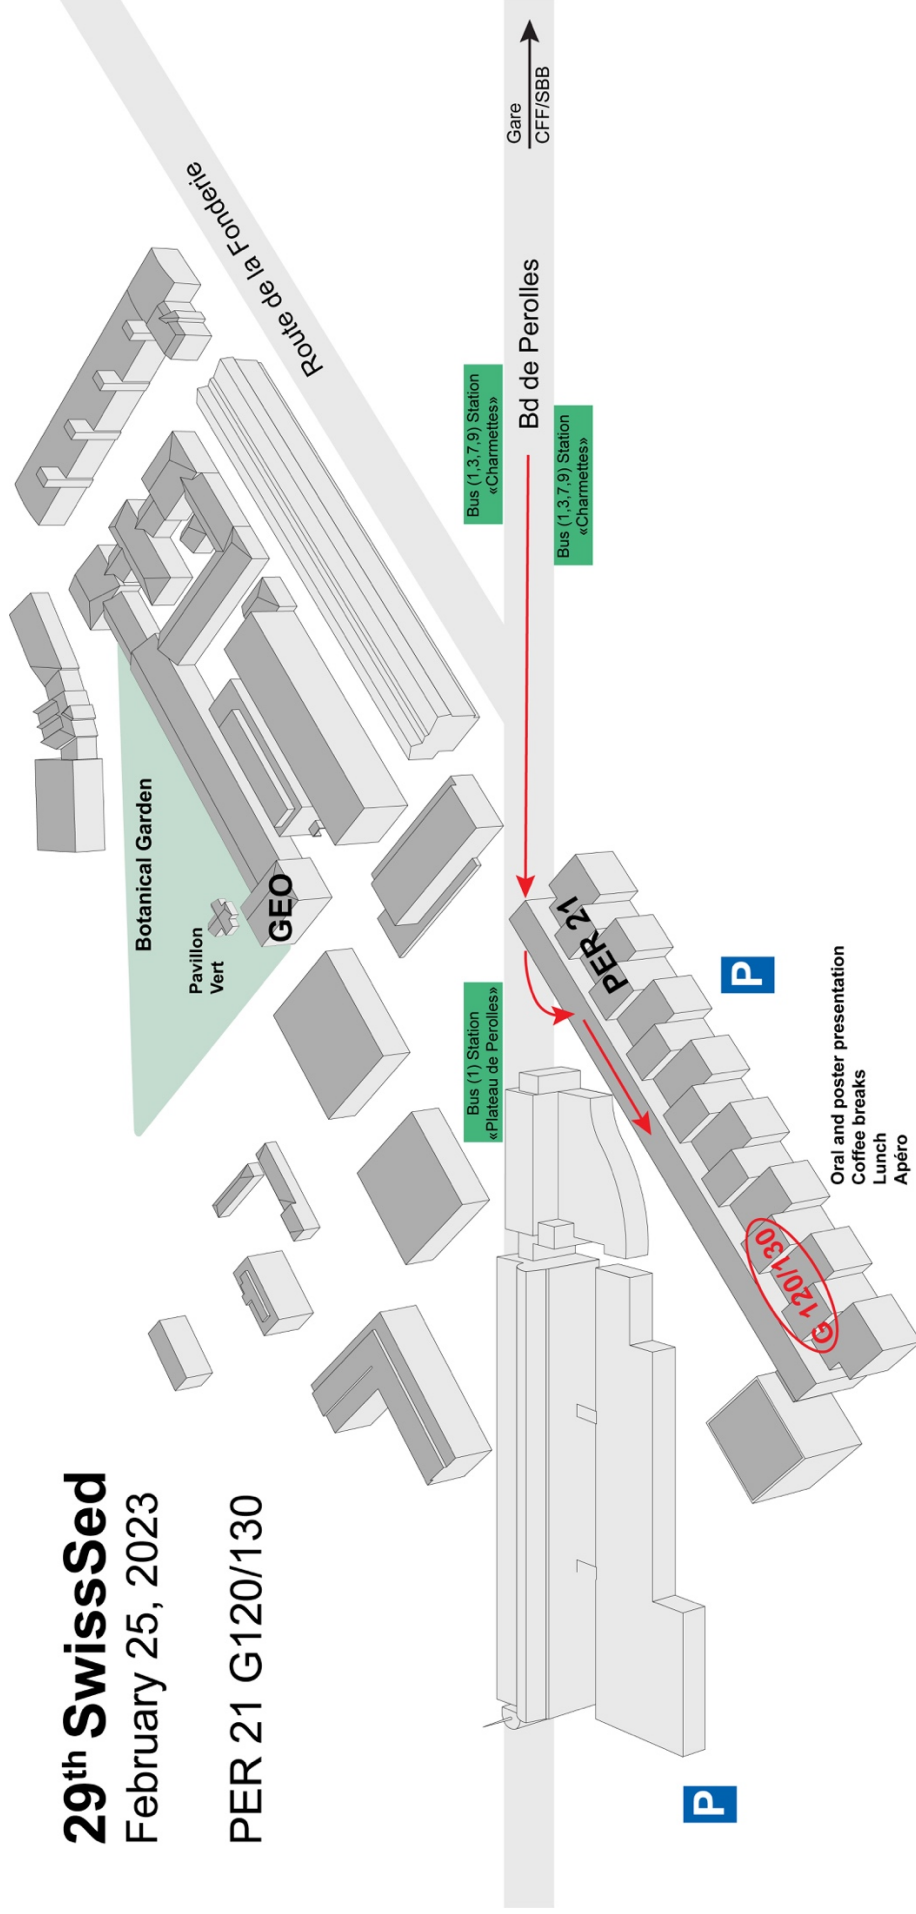 29th SwissSed
February 25, 2023
PER 21 G120/130
Botanical Garden
Pavillon
Vert
GEO
Route de la Fonderie
Bus (1) Station
«Plateau de Perolles»
Bus (1,3,7,9) Station
«Charmettes»
Gare
CFF/SBB
Bd de Perolles
Bus (1,3,7,9) Station
«Charmettes»
PER 21
G 120/130
P
P
Oral and poster presentation
Coffee breaks
Lunch
Apéro